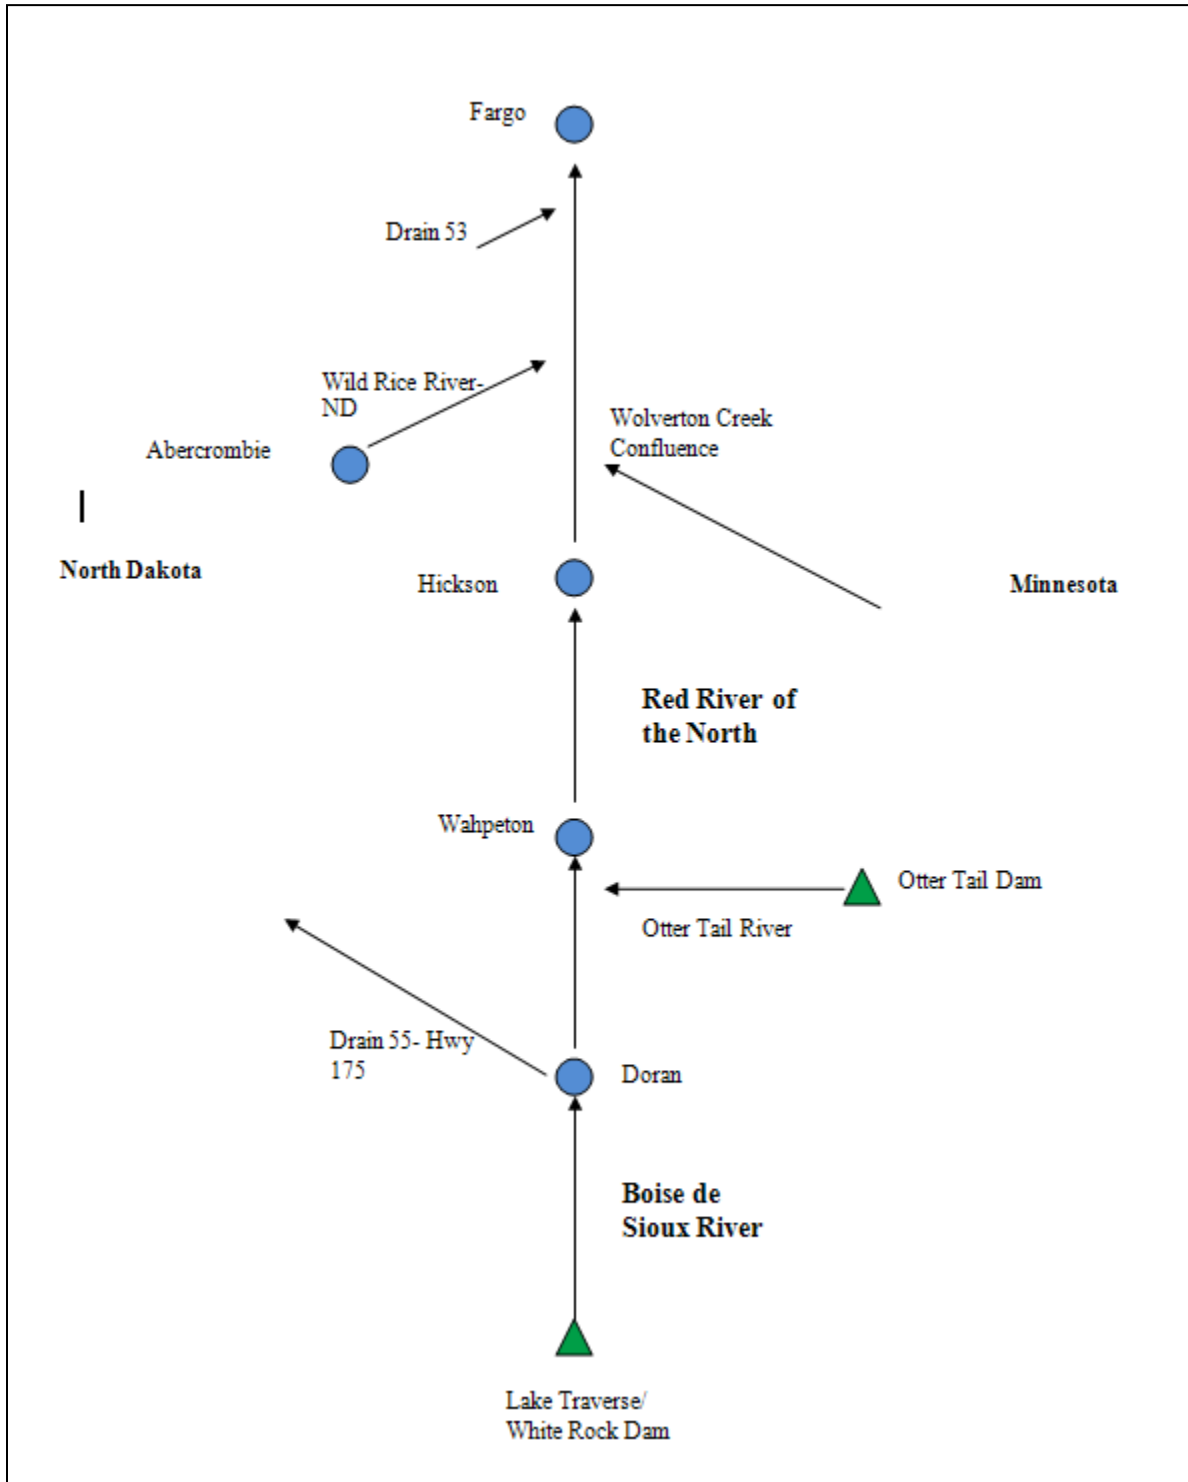 Fargo
Drain 53
Wild Rice River-
ND
Wolverton Creek
Confluence
Abercrombie
North Dakota
Hickson
Minnesota
Red River of
the North
Wahpeton
Otter Tail Dam
Otter Tail River
Drain 55- Hwy
175
Doran
Boise de
Sioux River
Lake Traverse/
White Rock Dam